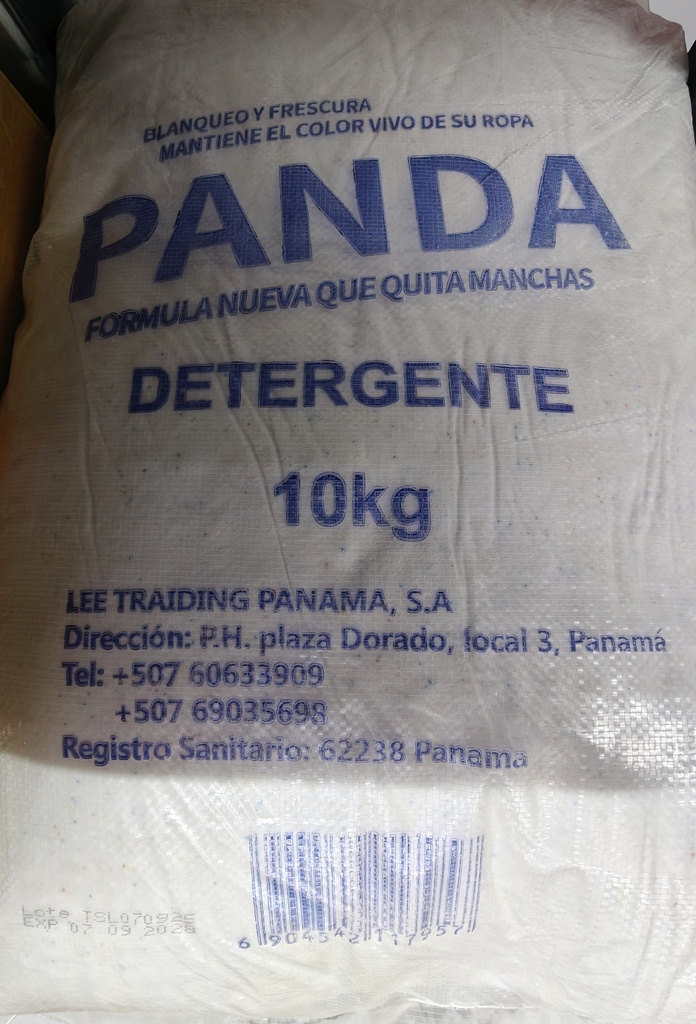 BLANQUEO Y FRESCURA
MANTIENE EL COLOR VIVO DE SU ROPA
PANDA
FORMULA NUEVA QUE QUITA MANCHAS
DETERGENTE
10kg
LEE TRAIDING PANAMA, S.A
Dirección: P.H. plaza Dorado, local 3, Panamá
Tel: +507 60633909
+507 69035698
Registro Sanitario: 62238 Panama
Lote
EXP 07 09
6 904542 117957